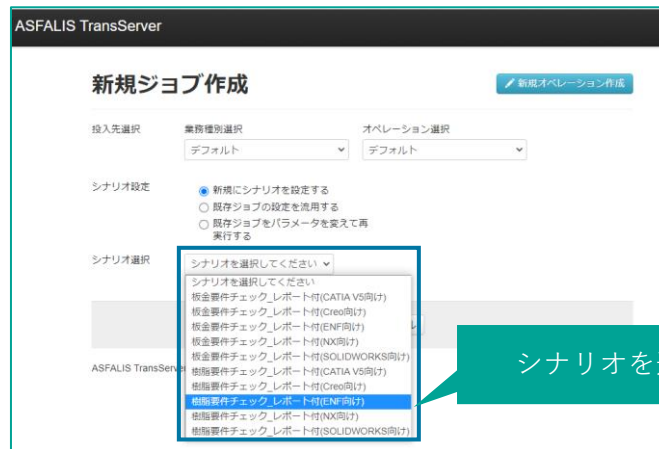 ASFALIS TransServer
新規ジョブ作成
新規オペレーション作成
投入先選択
業務種別選択
オペレーション選択
デフォルト
デフォルト
シナリオ設定
新規にシナリオを設定する
既存ジョブの設定を流用する
既存ジョブをパラメータを変えて再
実行する
シナリオ選択
シナリオを選択してください
シナリオを選択してください
板金要件チェック_レポート付(CATIA V5向け)
板金要件チェック_レポート付(Creo向け)
板金要件チェック_レポート付(ENF向け)
板金要件チェック_レポート付(NX向け)
板金要件チェック_レポート付(SOLIDWORKS向け)
樹脂要件チェック_レポート付(CATIA V5向け)
樹脂要件チェック_レポート付(Creo向け)
樹脂要件チェック_レポート付(ENF向け)
樹脂要件チェック_レポート付(NX向け)
樹脂要件チェック_レポート付(SOLIDWORKS向け)
ASFALIS TransServe
シナリオを